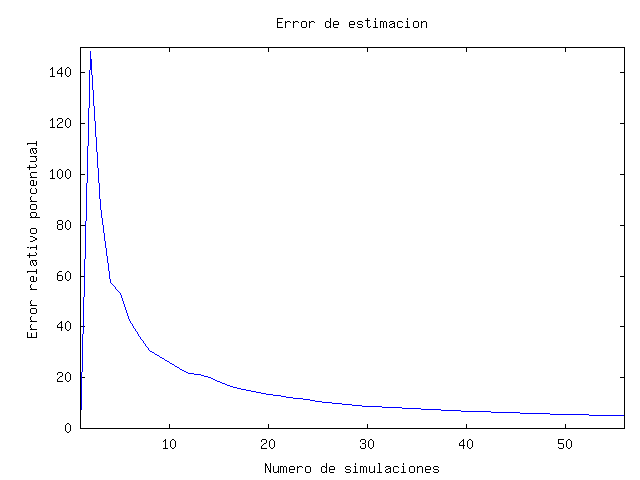 Error de estimacion
Error relativo porcentual
140
120
100
80
60
40
20
0
10 20 30 40 50
Numero de simulaciones